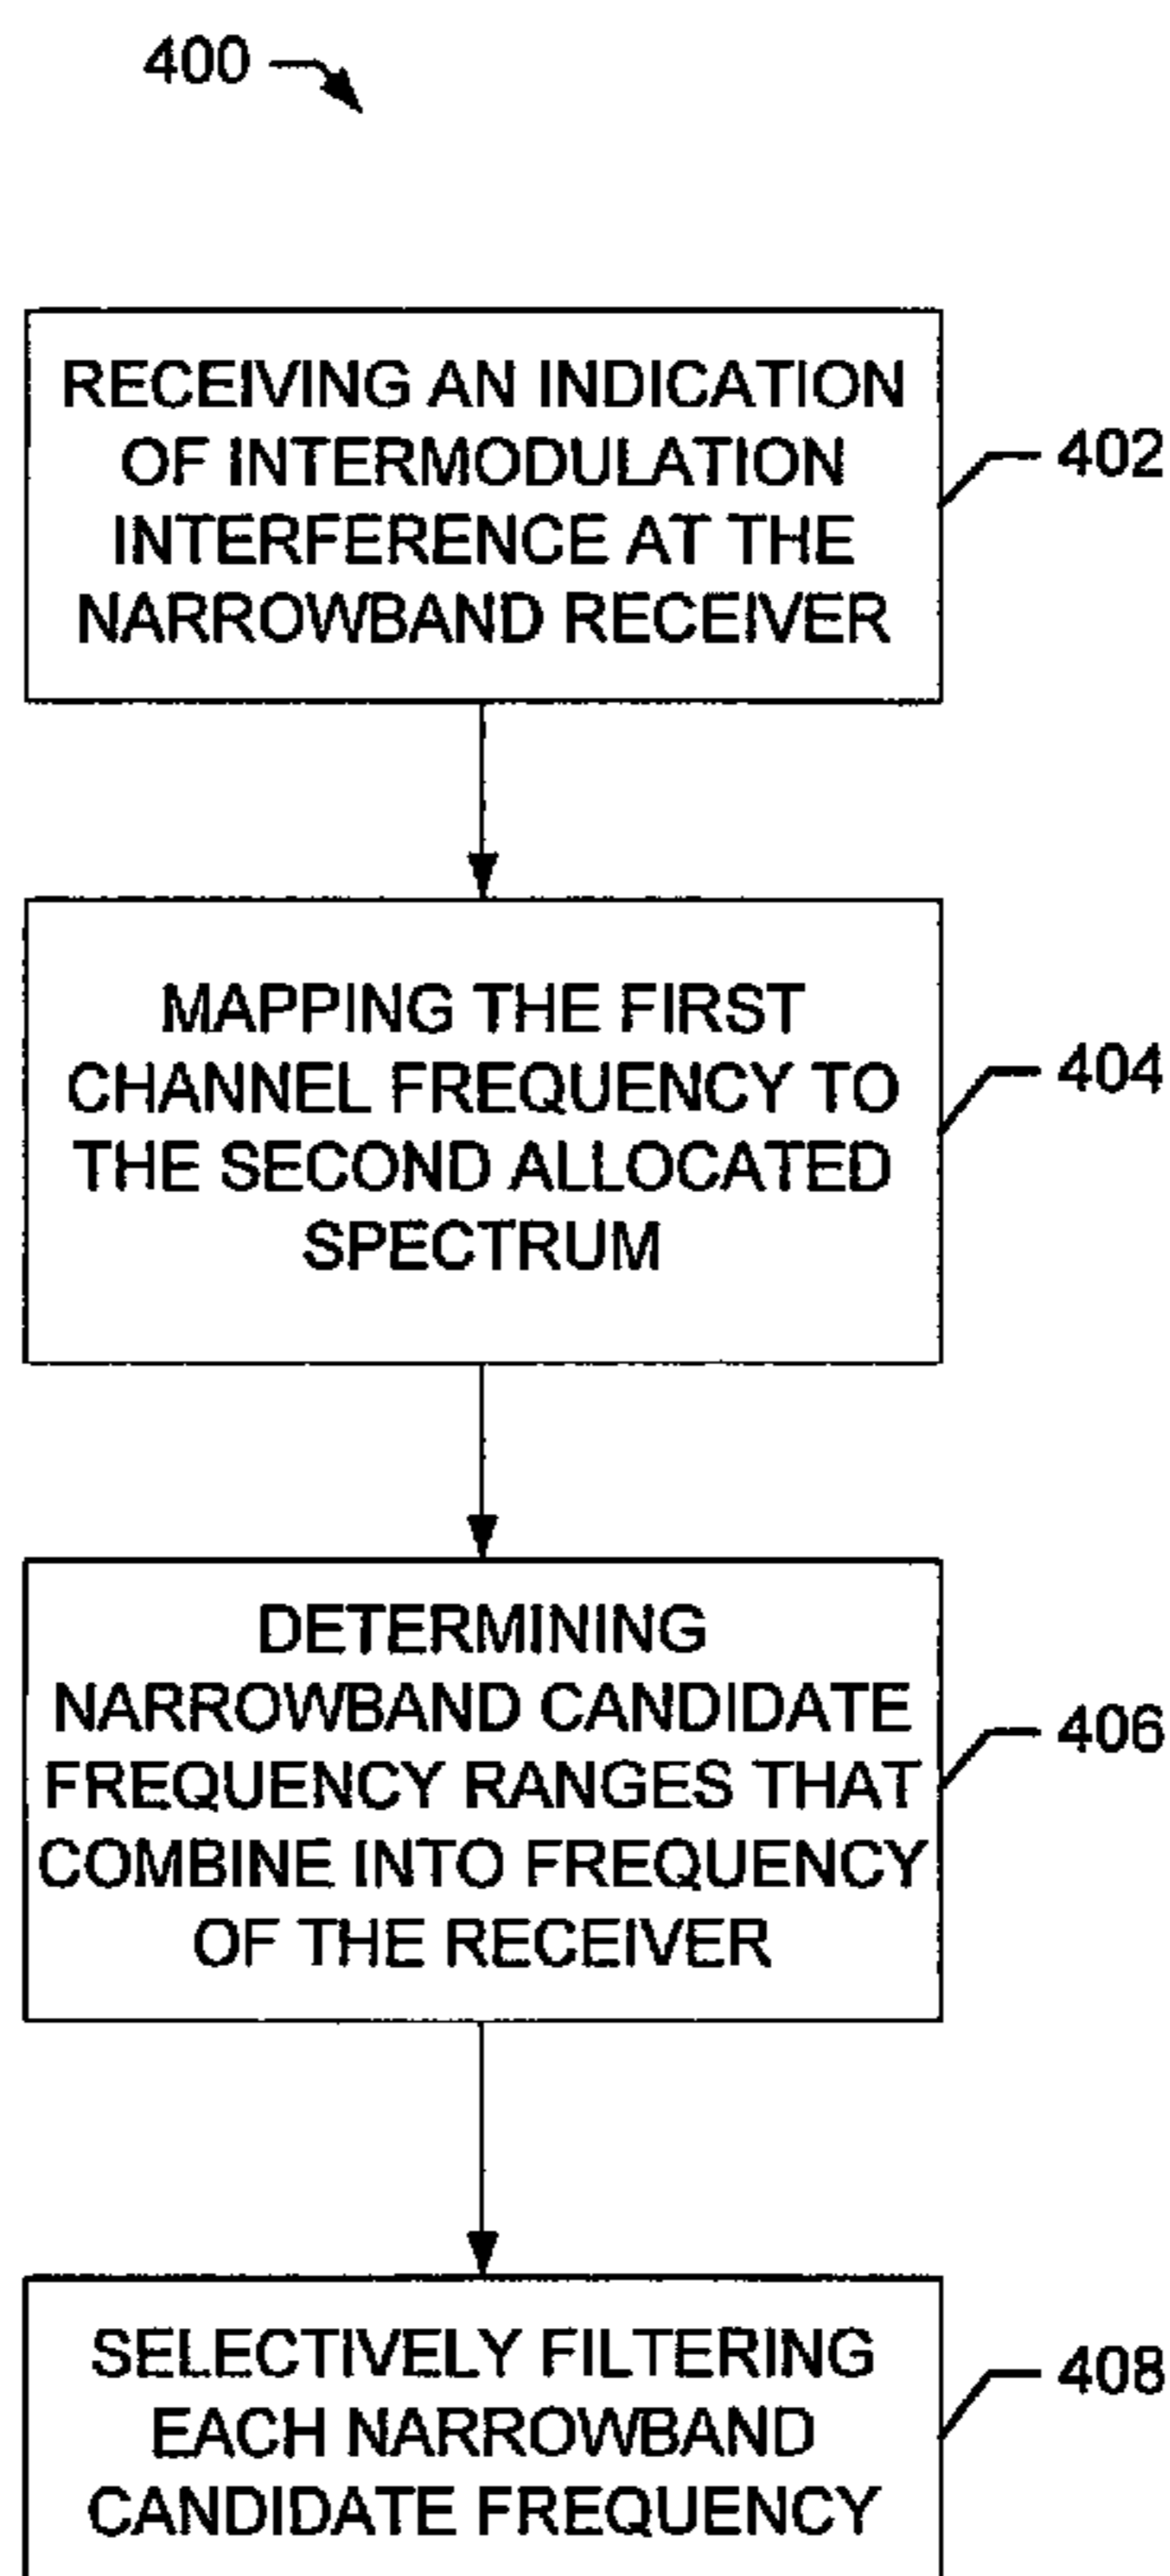 400
RECEIVING AN INDICATION
OF INTERMODULATION
INTERFERENCE AT THE
NARROWBAND RECEIVER
402
MAPPING THE FIRST
CHANNEL FREQUENCY TO
THE SECOND ALLOCATED
SPECTRUM
404
DETERMINING
NARROWBAND CANDIDATE
FREQUENCY RANGES THAT
COMBINE INTO FREQUENCY
OF THE RECEIVER
406
SELECTIVELY FILTERING
EACH NARROWBAND
CANDIDATE FREQUENCY
408